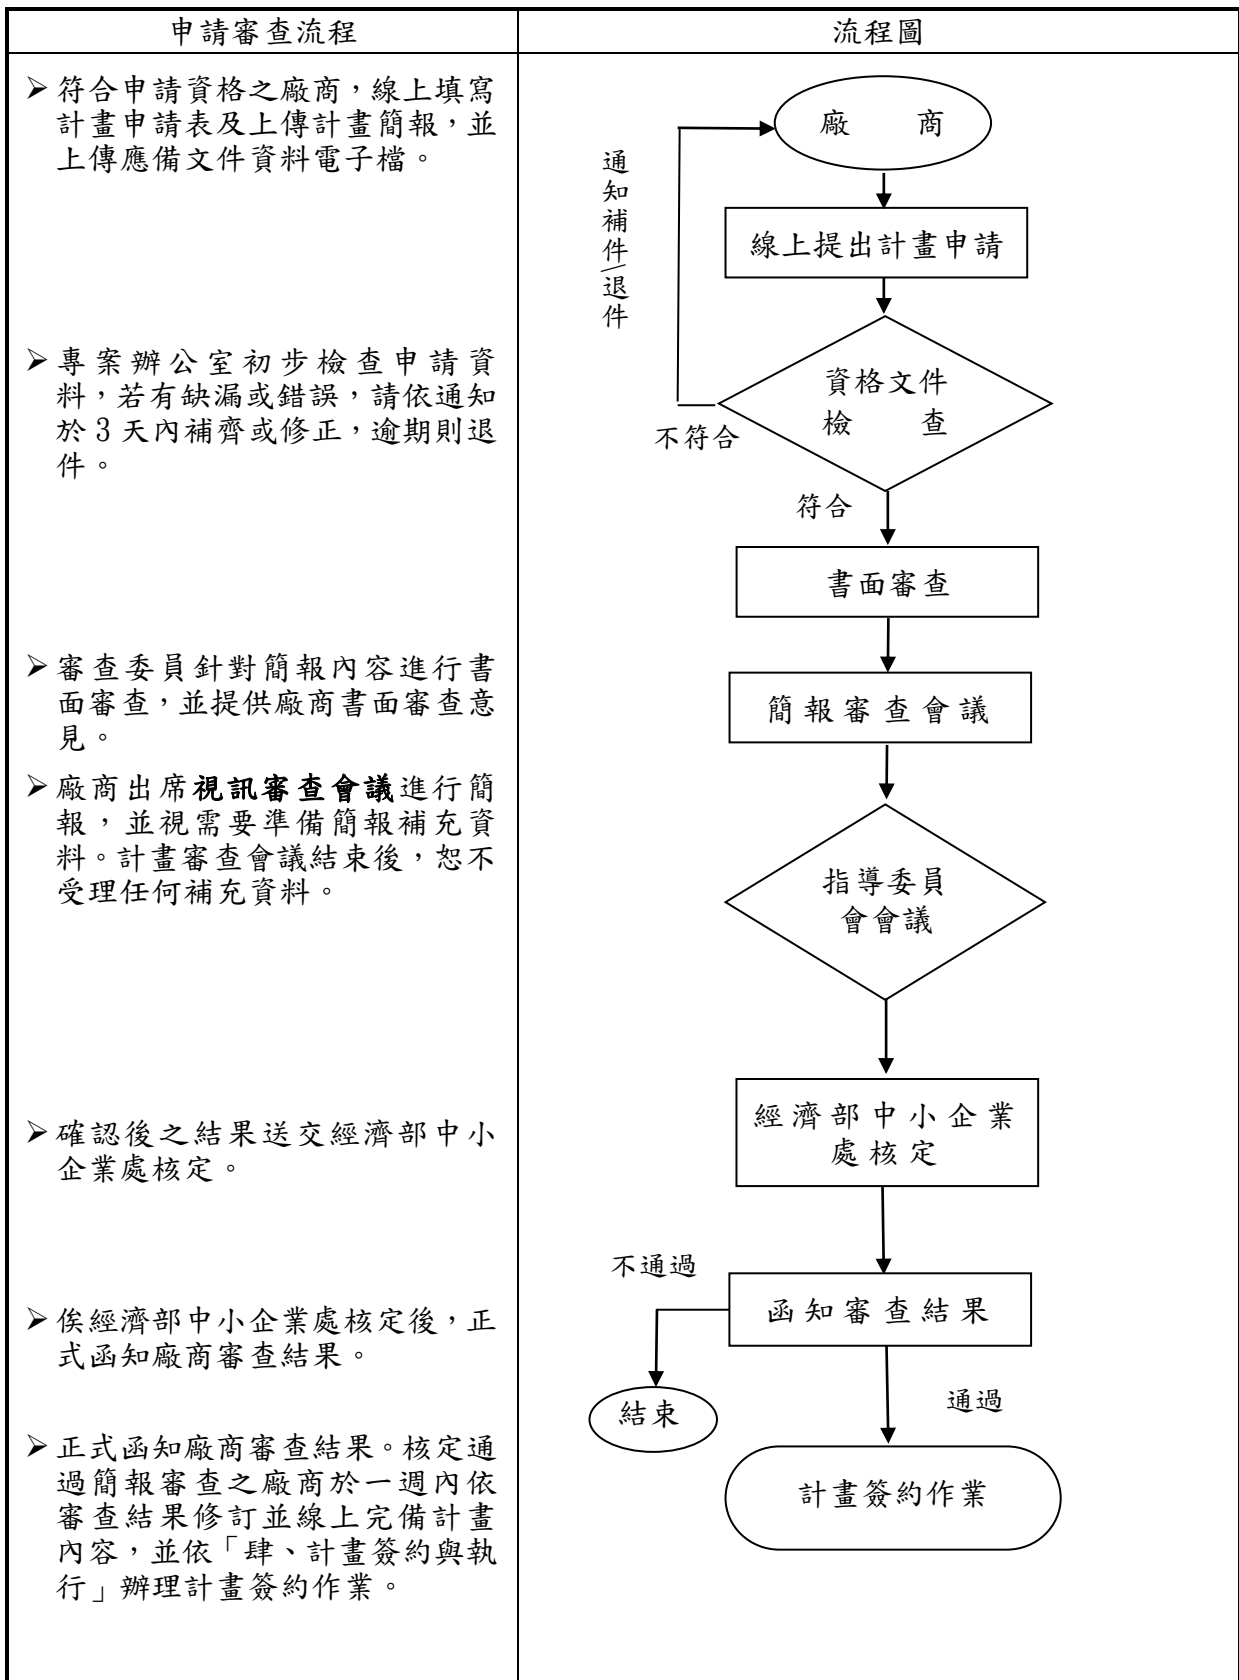 申請審查流程
流程圖
➢符合申請資格之廠商，線上填寫
計畫申請表及上傳計畫簡報，並
上傳應備文件資料電子檔。
➢專案辦公室初步檢查申請資
料，若有缺漏或錯誤，請依通知
於3天內補齊或修正，逾期則退
件。
➢審查委員針對簡報內容進行書
面審查，並提供廠商書面審查意
見。
➢廠商出席視訊審查會議進行簡
報，並視需要準備簡報補充資
料。計畫審查會議結束後，恕不
受理任何補充資料。
➢確認後之結果送交經濟部中小
企業處核定。
➢俟經濟部中小企業處核定後，正
式函知廠商審查結果。
➢正式函知廠商審查結果。核定通
過簡報審查之廠商於一週內依
審查結果修訂並線上完備計畫
內容，並依「肆、計畫簽約與執
行」辦理計畫簽約作業。
廠 商
通知補件/退件
線上提出計畫申請
資格文件
檢 查
不符合
符合
書面審查
簡報審查會議
指導委員
會會議
經濟部中小企業
處核定
不通過
函知審查結果
結束
通過
計畫簽約作業